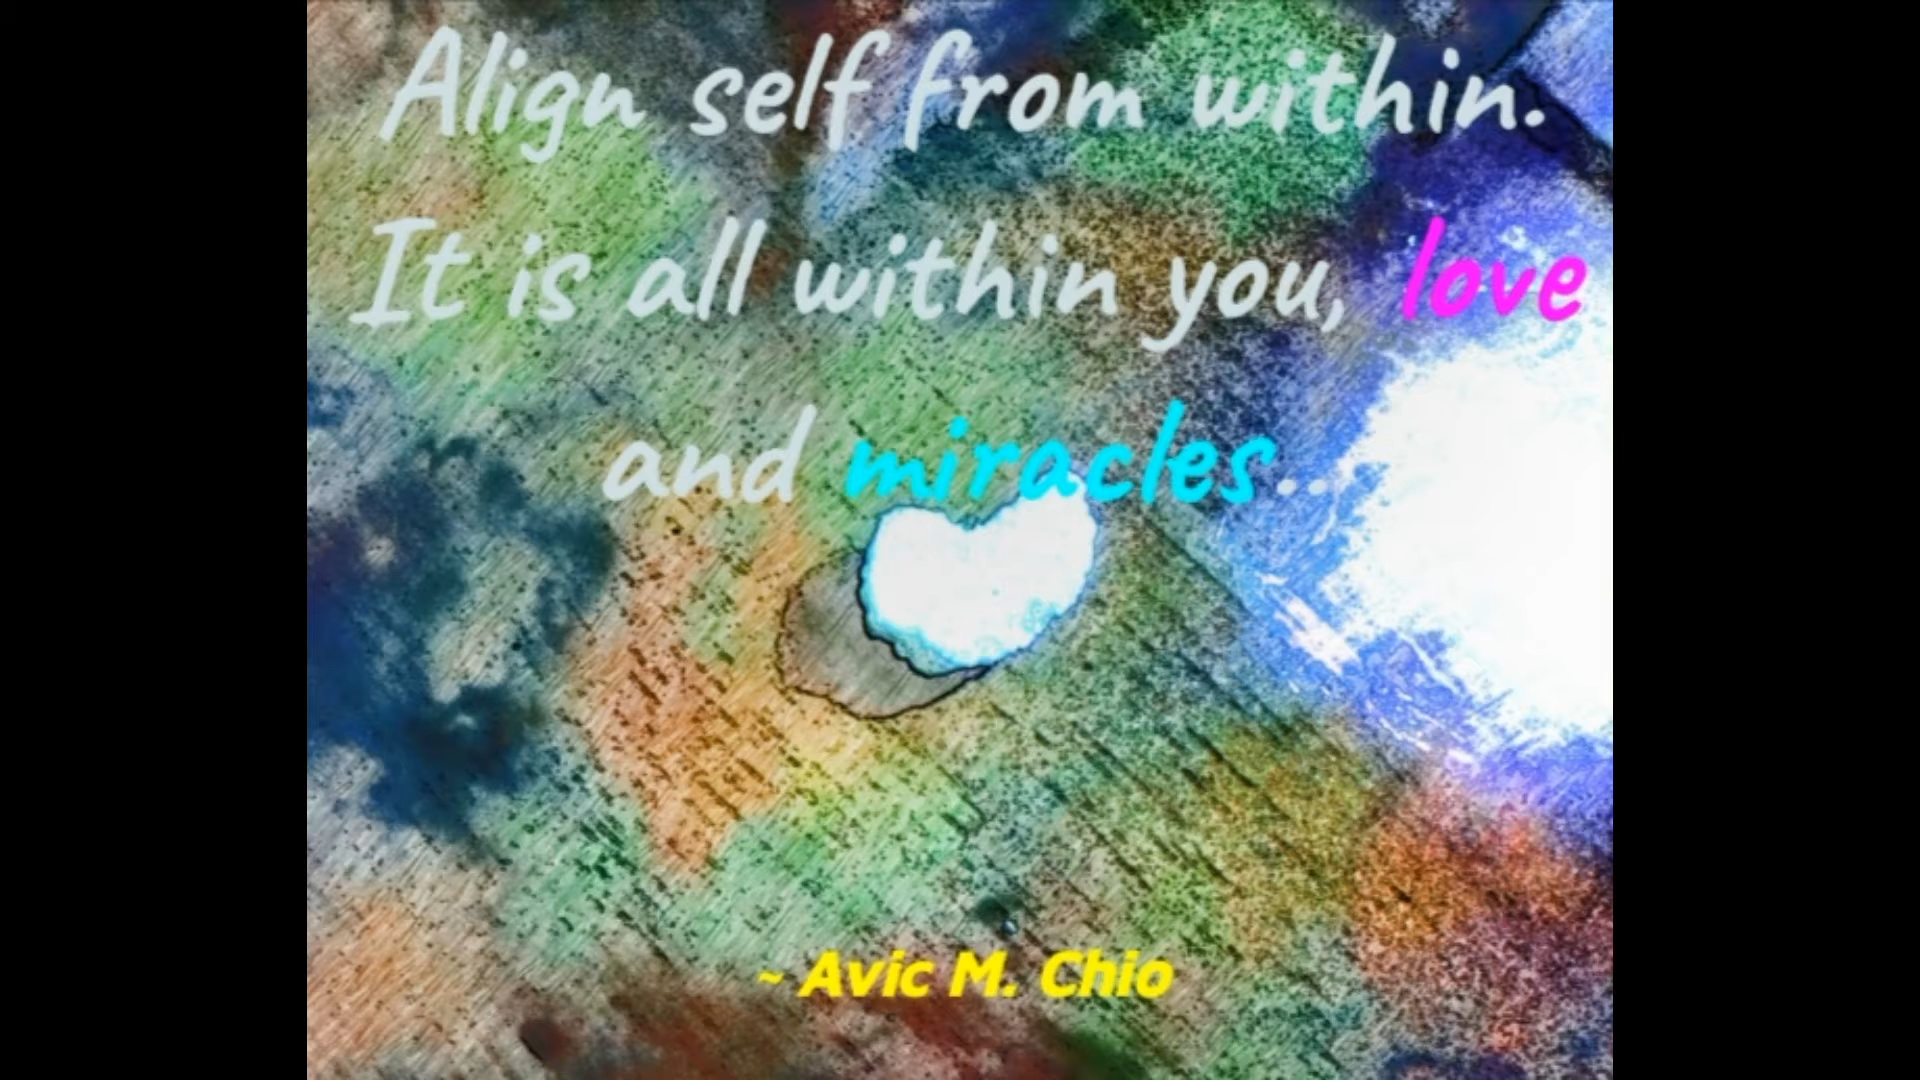 Align self from within.
It is all within you, love
and miracles..
~ Avic M. Chio